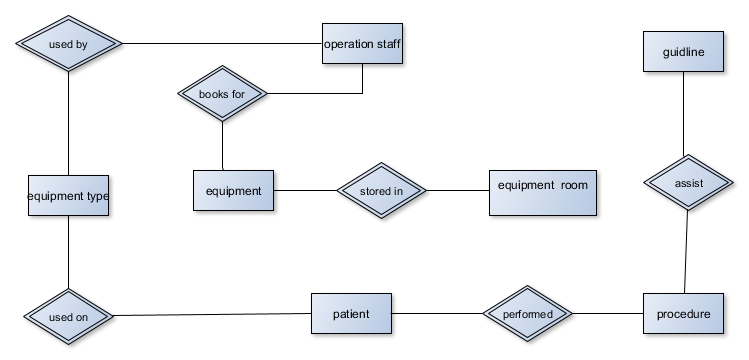 used by
operation staff
guidline
books for
equipment type
equipment
stored in
equipment room
assist
used on
patient
performed
procedure